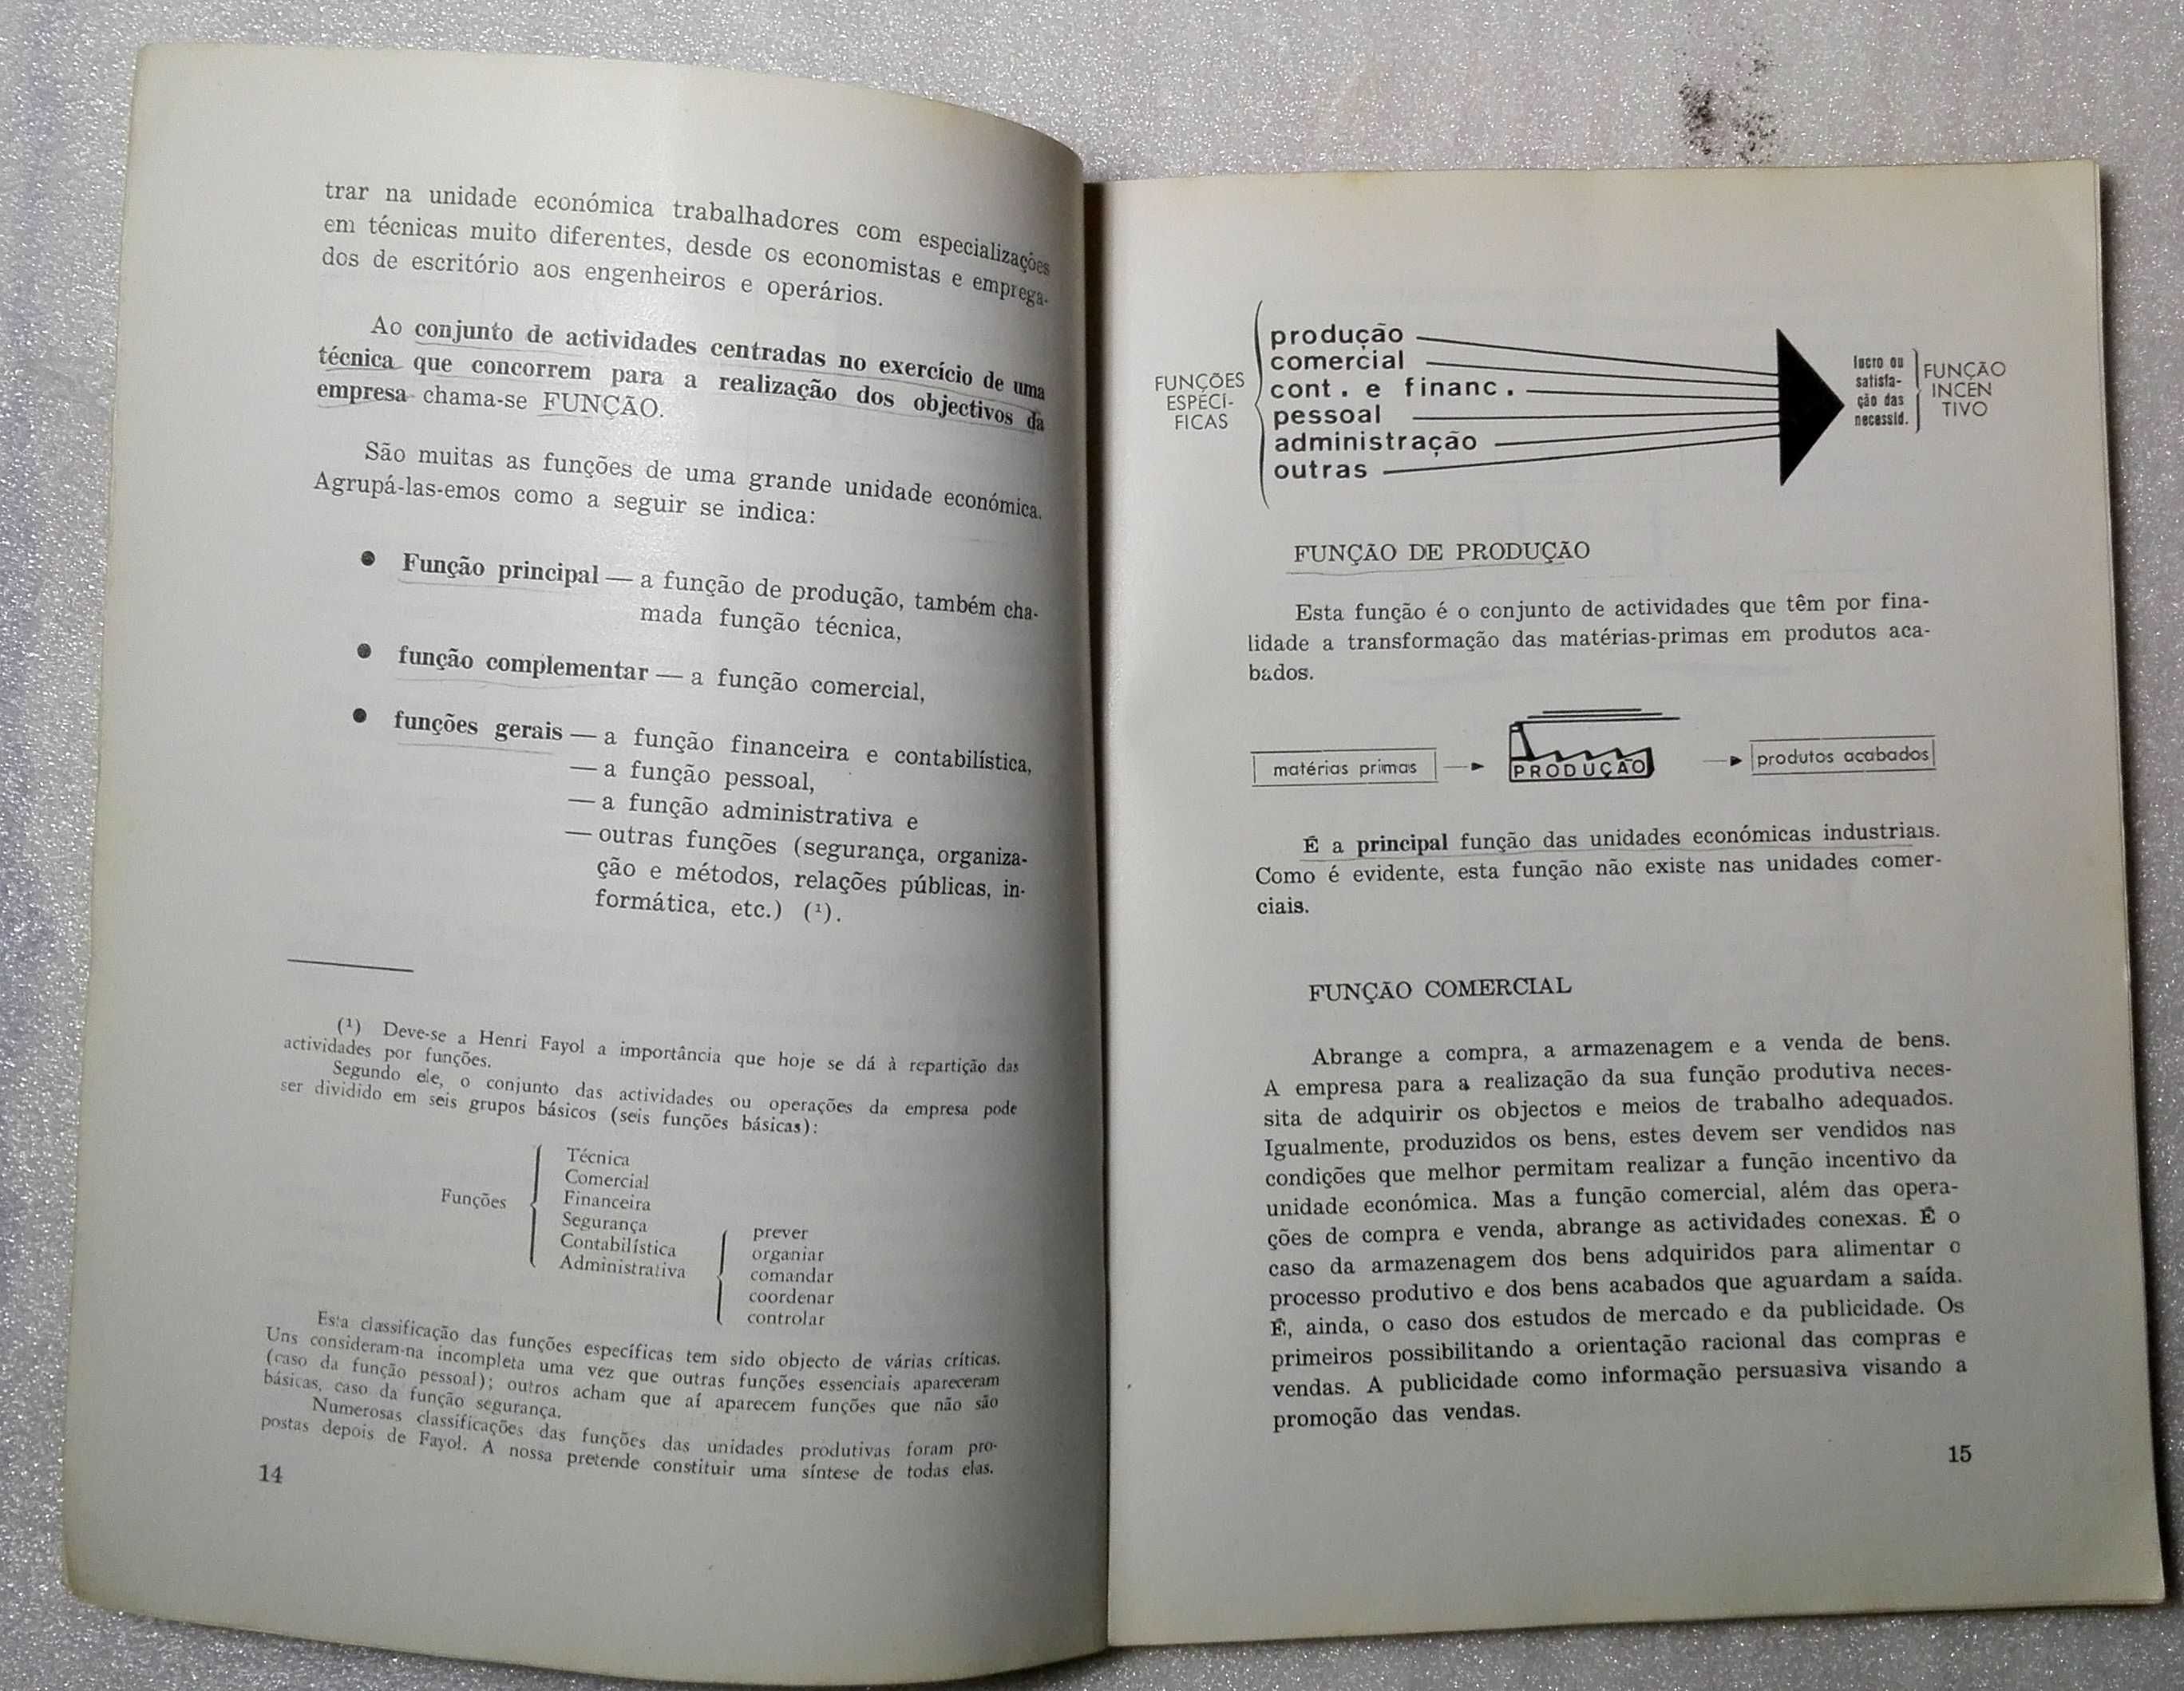 trar na unidade económica trabalhadores com especializações
em técnicas muito diferentes, desde os economistas e emprega-
dos de escritório aos engenheiros e operários.
Ao conjunto de actividades centradas no exercício de uma
técnica que concorrem para a realização dos objectivos da
empresa chama-se FUNÇÃO.
São muitas as funções de uma grande unidade económica.
Agrupá-las-emos como a seguir se indica:
● Função principal — a função de produção, também cha-
mada função técnica,
● função complementar — a função comercial,
● funções gerais — a função financeira e contabilística,
— a função pessoal,
— a função administrativa e
— outras funções (segurança, organiza-
ção e métodos, relações públicas, in-
formática, etc.) (¹).
(¹) Deve-se a Henri Fayol a importância que hoje se dá à repartição das
actividades por funções.
Segundo ele, o conjunto das actividades ou operações da empresa pode
ser dividido em seis grupos básicos (seis funções básicas):
Funções
Técnica
Comercial
Financeira
Segurança
Contabilística
Administrativa
prever
organiar
comandar
coordenar
controlar
Esta classificação das funções específicas tem sido objecto de várias críticas.
Uns consideram-na incompleta uma vez que outras funções essenciais apareceram
(caso da função pessoal); outros acham que aí aparecem funções que não são
básicas, caso da função segurança.
Numerosas classificações das funções das unidades produtivas foram pro-
postas depois de Fayol. A nossa pretende constituir uma síntese de todas elas.
14
FUNÇÕES
ESPECÍ-
FICAS
produção
comercial
cont. e financ.
pessoal
administração
outras
lucro ou
satisfa-
ção das
necessid.
FUNÇÃO
INCEN
TIVO
FUNÇÃO DE PRODUÇÃO
Esta função é o conjunto de actividades que têm por fina-
lidade a transformação das matérias-primas em produtos aca-
bados.
matérias primas
PRODUÇÃO
produtos acabados
É a principal função das unidades económicas industriais.
Como é evidente, esta função não existe nas unidades comer-
ciais.
FUNÇÃO COMERCIAL
Abrange a compra, a armazenagem e a venda de bens.
A empresa para a realização da sua função produtiva neces-
sita de adquirir os objectos e meios de trabalho adequados.
Igualmente, produzidos os bens, estes devem ser vendidos nas
condições que melhor permitam realizar a função incentivo da
unidade económica. Mas a função comercial, além das opera-
ções de compra e venda, abrange as actividades conexas. É o
caso da armazenagem dos bens adquiridos para alimentar o
processo produtivo e dos bens acabados que aguardam a saída.
É, ainda, o caso dos estudos de mercado e da publicidade. Os
primeiros possibilitando a orientação racional das compras e
vendas. A publicidade como informação persuasiva visando a
promoção das vendas.
15